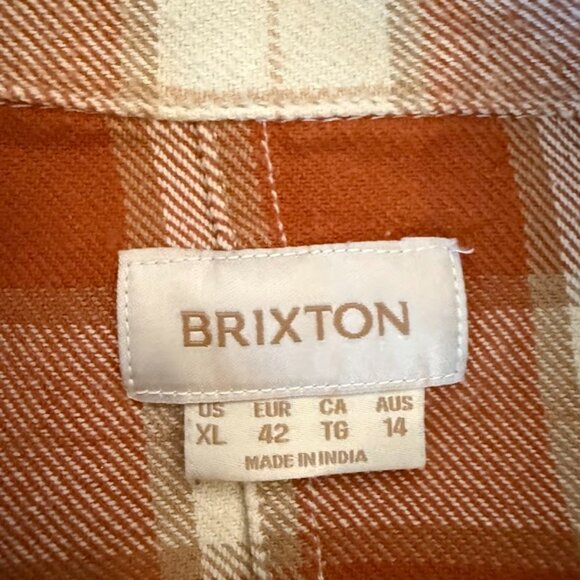 BRIXTON
US EUR CA AUS
XL 42 TG 14
MADE IN INDIA